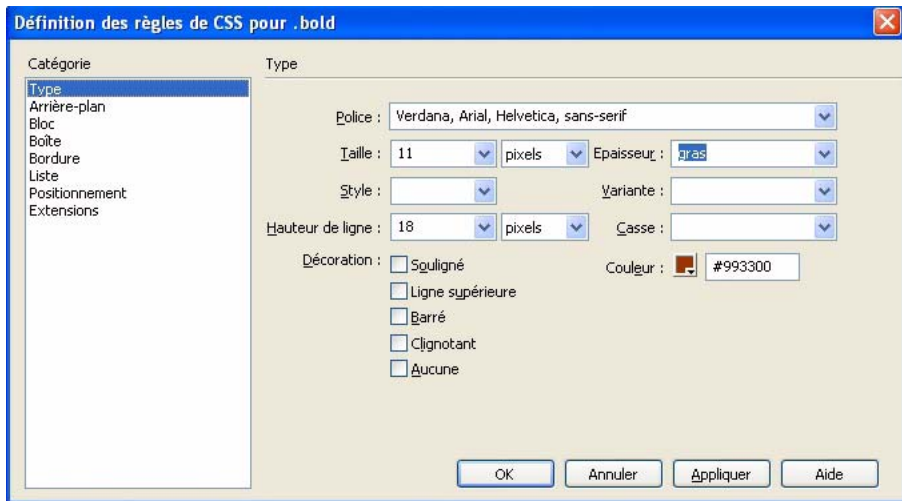 Définition des règles de CSS pour .bold
Catégorie
Type
Arrière-plan
Bloc
Boîte
Bordure
Liste
Positionnement
Extensions
Type
Police : Verdana, Arial, Helvetica, sans-serif
Taille : 11 pixels Epaisseur : gras
Style : Variante :
Hauteur de ligne : 18 pixels Casse :
Décoration : Souligné Couleur : #993300
Ligne supérieure
Barré
Clignotant
Aucune
OK Annuler Appliquer Aide